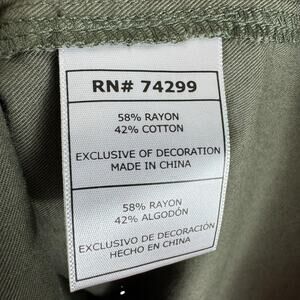 RN# 74299
58% RAYON
42% COTTON
EXCLUSIVE OF DECORATION
MADE IN CHINA
58% RAYON
42% ALGODÓN
EXCLUSIVO DE DECORACIÓN
HECHO EN CHINA